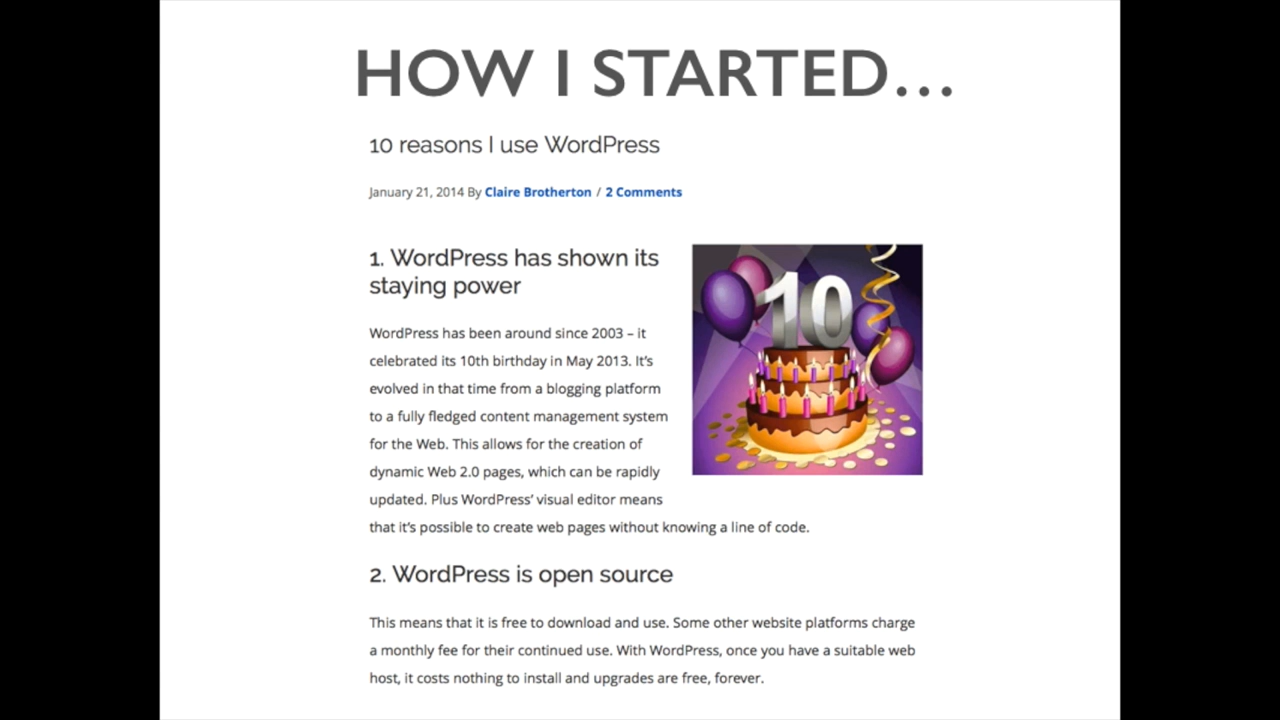 HOW I STARTED...
10 reasons I use WordPress
January 21, 2014 By Claire Brotherton / 2 Comments
1. WordPress has shown its
staying power
10
WordPress has been around since 2003 – it
celebrated its 10th birthday in May 2013. It’s
evolved in that time from a blogging platform
to a fully fledged content management system
for the Web. This allows for the creation of
dynamic Web 2.0 pages, which can be rapidly
updated. Plus WordPress’ visual editor means
that it’s possible to create web pages without knowing a line of code.
2. WordPress is open source
This means that it is free to download and use. Some other website platforms charge
a monthly fee for their continued use. With WordPress, once you have a suitable web
host, it costs nothing to install and upgrades are free, forever.